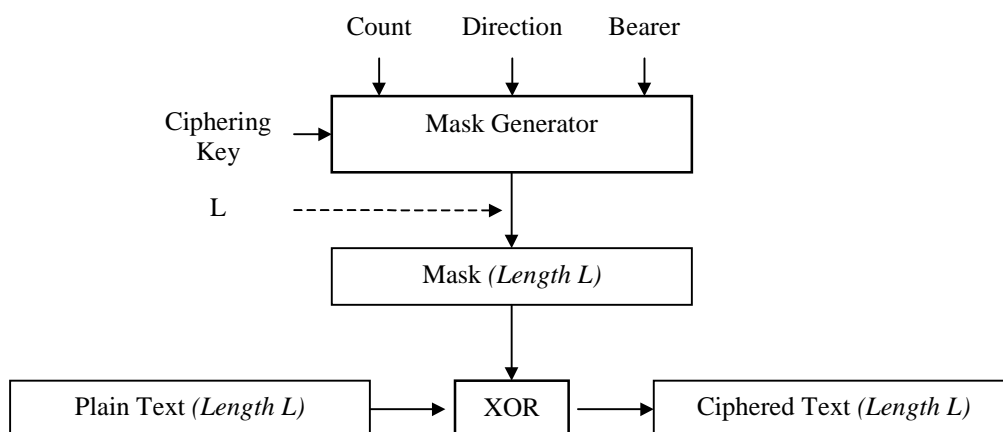 Count Direction Bearer
Ciphering
Key
Mask Generator
L
Mask (Length L)
Plain Text (Length L)
XOR
Ciphered Text (Length L)